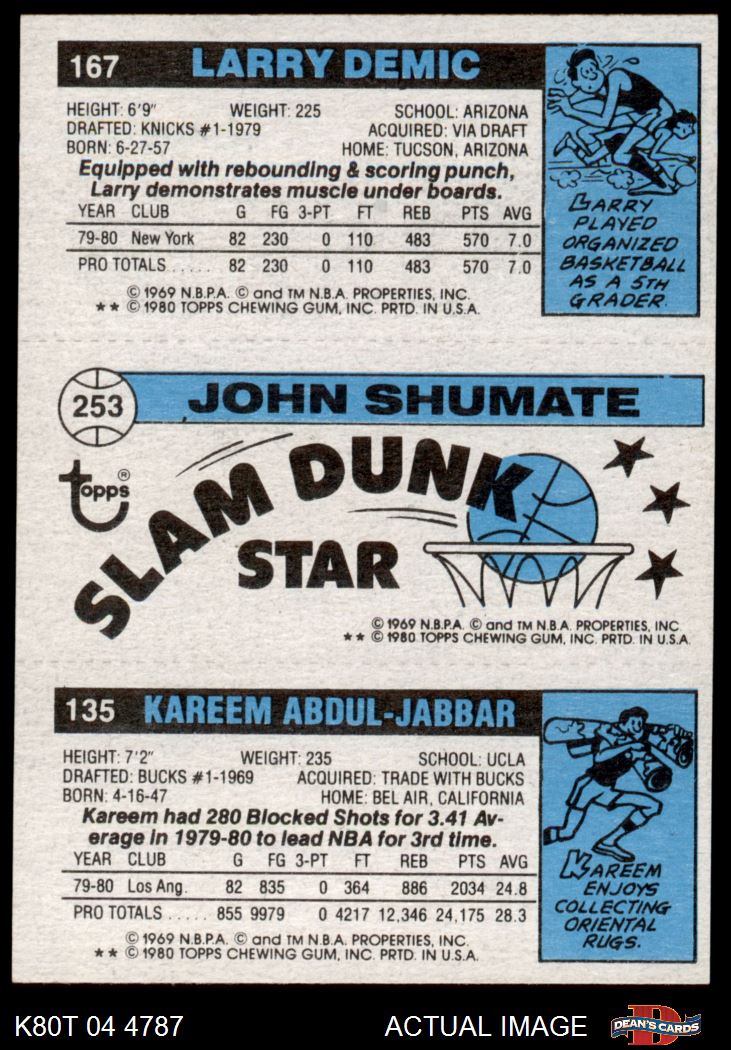 167 LARRY DEMIC
HEIGHT: 6'9" WEIGHT: 225 SCHOOL: ARIZONA
DRAFTED: KNICKS #1-1979 ACQUIRED: VIA DRAFT
BORN: 6-27-57 HOME: TUCSON, ARIZONA
Equipped with rebounding & scoring punch,
Larry demonstrates muscle under boards.
YEAR CLUB G FG 3-PT FT REB PTS AVG
79-80 New York 82 230 0 110 483 570 7.0
PRO TOTALS ..... 82 230 0 110 483 570 7.0
© 1969 N.B.P.A. © and TM N.B.A. PROPERTIES, INC.
** © 1980 TOPPS CHEWING GUM, INC. PRTD. IN U.S.A.
LARRY
PLAYED
ORGANIZED
BASKETBALL
AS A 5TH
GRADER.
253 JOHN SHUMATE
topps®
SLAM DUNK
STAR
© 1969 N.B.P.A. © and TM N.B.A. PROPERTIES, INC.
** © 1980 TOPPS CHEWING GUM, INC. PRTD. IN U.S.A.
135 KAREEM ABDUL-JABBAR
HEIGHT: 7'2" WEIGHT: 235 SCHOOL: UCLA
DRAFTED: BUCKS #1-1969 ACQUIRED: TRADE WITH BUCKS
BORN: 4-16-47 HOME: BEL AIR, CALIFORNIA
Kareem had 280 Blocked Shots for 3.41 Av-
erage in 1979-80 to lead NBA for 3rd time.
YEAR CLUB G FG 3-PT FT REB PTS AVG
79-80 Los Ang. 82 835 0 364 886 2034 24.8
PRO TOTALS ..... 855 9979 0 4217 12,346 24,175 28.3
© 1969 N.B.P.A. © and TM N.B.A. PROPERTIES, INC.
** © 1980 TOPPS CHEWING GUM, INC. PRTD. IN U.S.A.
KAREEM
ENJOYS
COLLECTING
ORIENTAL
RUGS.
K80T 04 4787 ACTUAL IMAGE DEAN'S CARDS